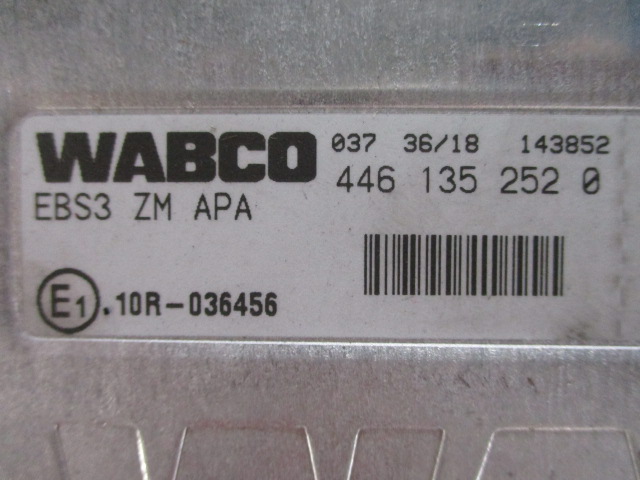 WABCO 037 36/18 143852
446 135 252 0
EBS3 ZM APA
E1 .10R-036456